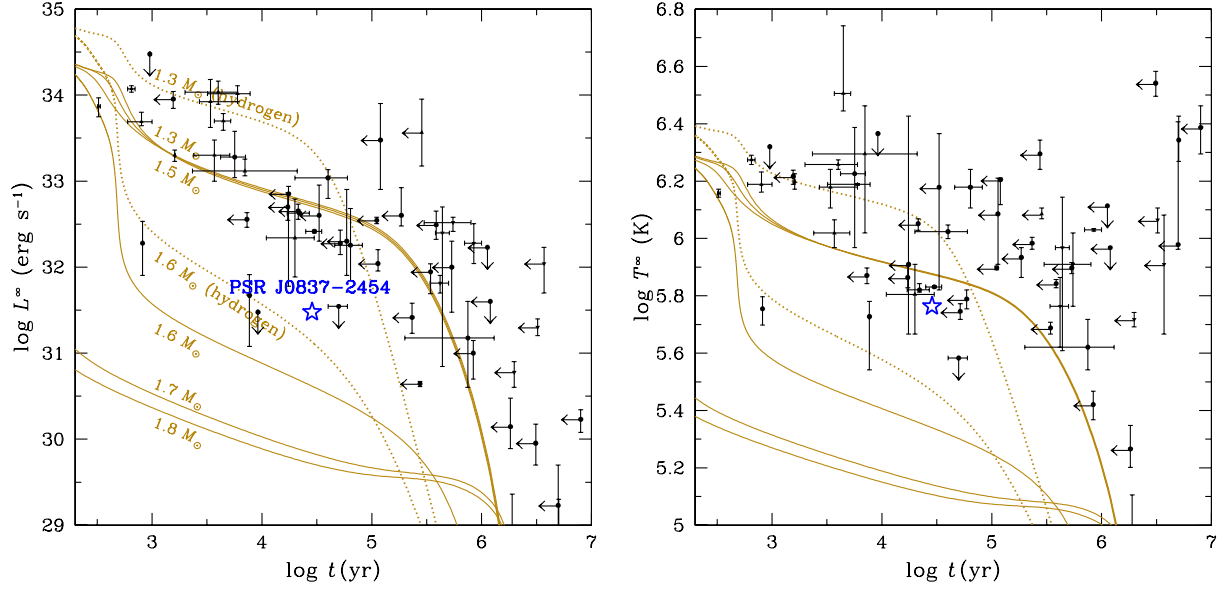 35
34
33
32
31
30
29
3
4
5
6
7
log L∞ (erg s−1)
log t (yr)
1.3 M⊙ (hydrogen)
1.3 M⊙
1.5 M⊙
PSR J0837-2454
1.6 M⊙ (hydrogen)
1.6 M⊙
1.7 M⊙
1.8 M⊙
6.8
6.6
6.4
6.2
6
5.8
5.6
5.4
5.2
5
3
4
5
6
7
log T∞ (K)
log t (yr)